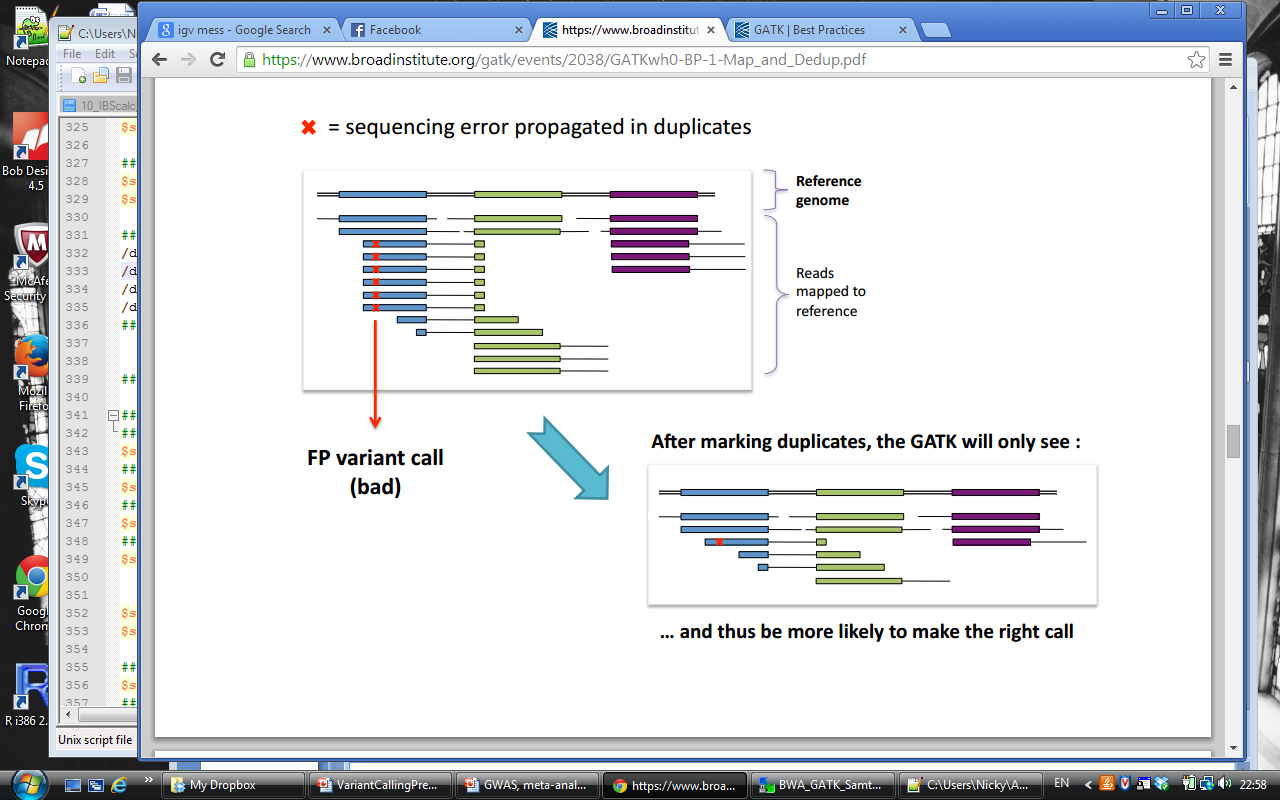 Notepad
C:\Users\Ni
File Edit Se
10_IBScalc
Bob Desi
4.5
McAfe
Security
Mozil
Firefo
Skyp
Googl
Chrom
R i386 2.
325 $s
326
327 ##
328 $s
329 $s
330
331 ##
332 /d
333 /d
334 /d
335 /d
336 ##
337
338
339 ##
340
341 ##
342 ##
343 $s
344 ##
345 $s
346 ##
347 $s
348 ##
349 $s
350
351
352 $s
353 $s
354
355 ##
356 $s
357 ##
Unix script file
igv mess - Google Search
Facebook
https://www.broadinstitut
GATK | Best Practices
https://www.broadinstitute.org/gatk/events/2038/GATKwh0-BP-1-Map_and_Dedup.pdf
= sequencing error propagated in duplicates
Reference
genome
Reads
mapped to
reference
FP variant call
(bad)
After marking duplicates, the GATK will only see :
... and thus be more likely to make the right call
My Dropbox
VariantCallingPre...
GWAS, meta-anal...
https://www.broa...
BWA_GATK_Samt...
C:\Users\Nicky\A...
EN
22:58